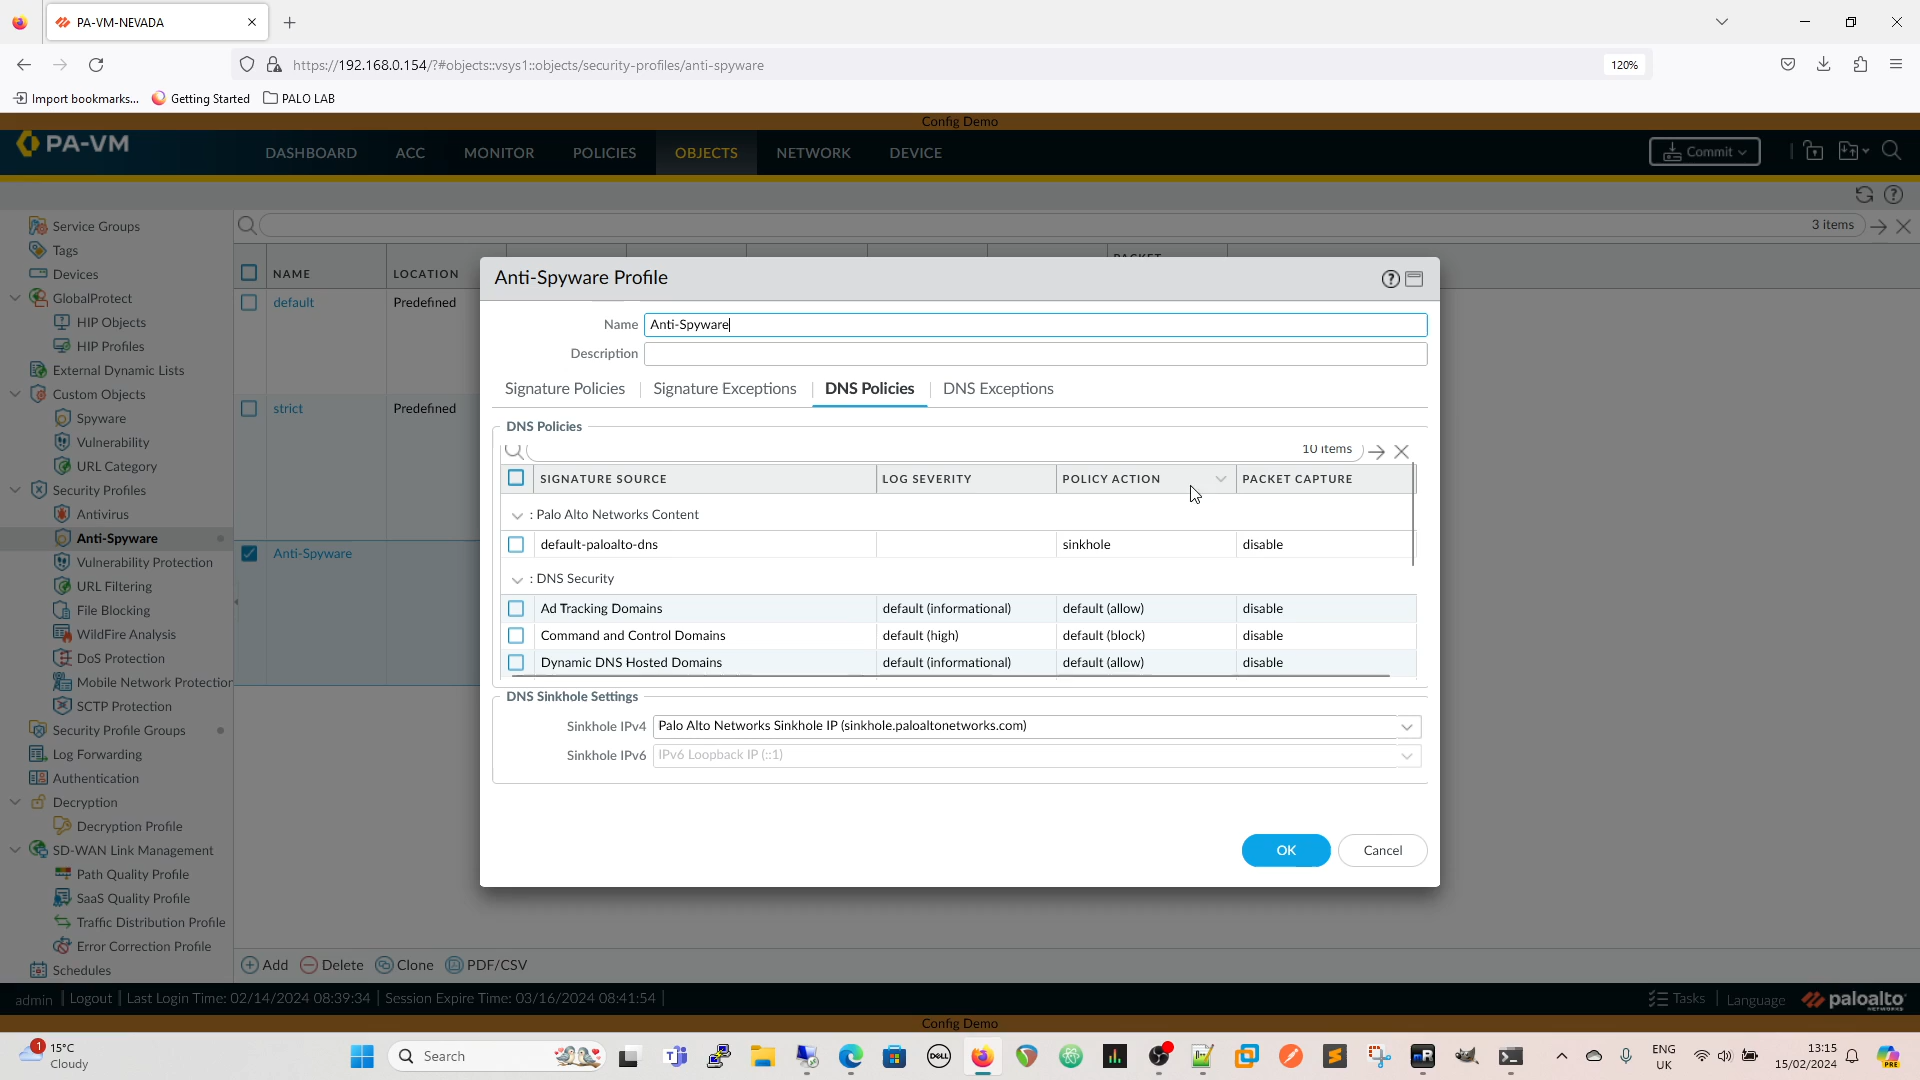 PA-VM-NEVADA
https://192.168.0.154/?#objects::vsys1::objects/security-profiles/anti-spyware
120%
Import bookmarks... Getting Started PALO LAB
Config Demo
PA-VM
DASHBOARD ACC MONITOR POLICIES OBJECTS NETWORK DEVICE
Commit
3 items
Service Groups
Tags
Devices
GlobalProtect
HIP Objects
HIP Profiles
External Dynamic Lists
Custom Objects
Spyware
Vulnerability
URL Category
Security Profiles
Antivirus
Anti-Spyware
Vulnerability Protection
URL Filtering
File Blocking
WildFire Analysis
DoS Protection
Mobile Network Protection
SCTP Protection
Security Profile Groups
Log Forwarding
Authentication
Decryption
Decryption Profile
SD-WAN Link Management
Path Quality Profile
SaaS Quality Profile
Traffic Distribution Profile
Error Correction Profile
Schedules
NAME LOCATION
PACKET
default Predefined
strict Predefined
Anti-Spyware
Anti-Spyware Profile
Name Anti-Spyware
Description
Signature Policies Signature Exceptions DNS Policies DNS Exceptions
DNS Policies
10 items
SIGNATURE SOURCE LOG SEVERITY POLICY ACTION PACKET CAPTURE
: Palo Alto Networks Content
default-paloalto-dns sinkhole disable
: DNS Security
Ad Tracking Domains default (informational) default (allow) disable
Command and Control Domains default (high) default (block) disable
Dynamic DNS Hosted Domains default (informational) default (allow) disable
DNS Sinkhole Settings
Sinkhole IPv4 Palo Alto Networks Sinkhole IP (sinkhole.paloaltonetworks.com)
Sinkhole IPv6 IPv6 Loopback IP (::1)
OK Cancel
Add Delete Clone PDF/CSV
admin | Logout | Last Login Time: 02/14/2024 08:39:34 | Session Expire Time: 03/16/2024 08:41:54 |
Tasks | Language paloalto NETWORKS
Config Demo
1 15°C
Cloudy
Search
DELL
ENG
UK
13:15
15/02/2024
PRE